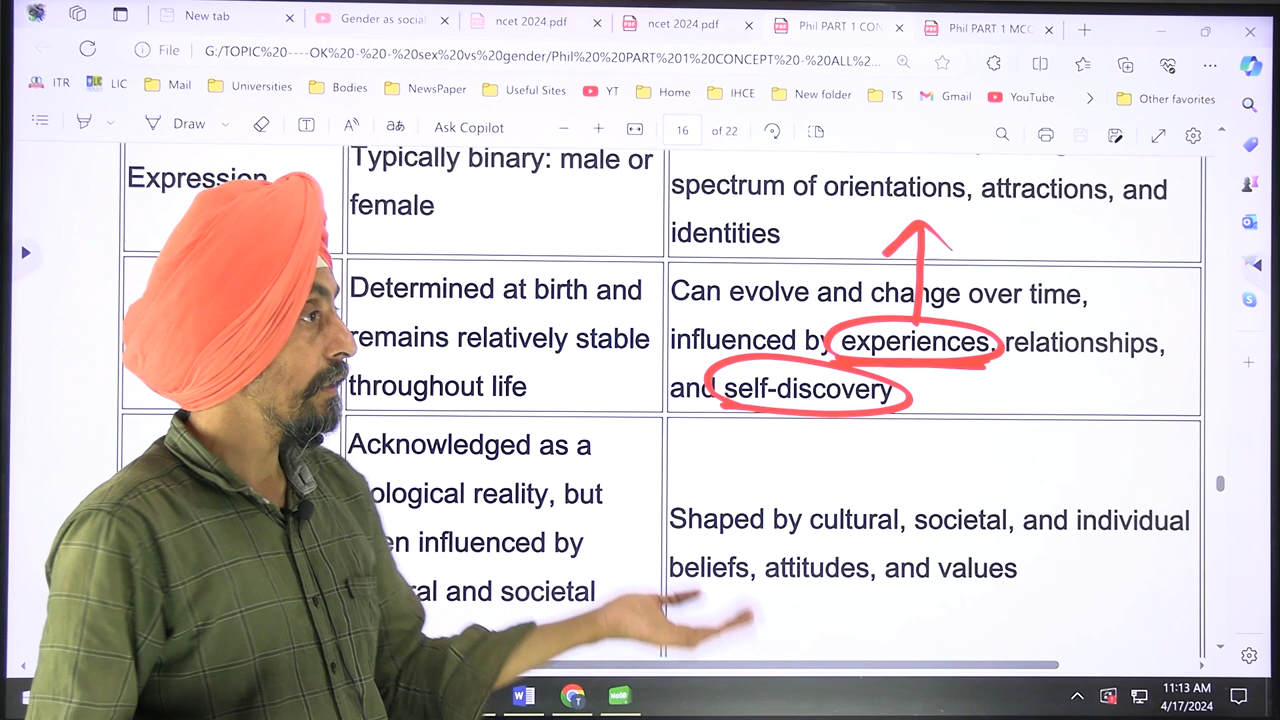 New tab
Gender as social
ncet 2024.pdf
ncet 2024 pdf
Phil PART 1 CON
Phil PART 1 MCC
File
G:/TOPIC%20----OK%20-%20-%20sex%20vs%20gender/Phil%20%20PART%201%20CONCEPT%20-%20ALL%2...
ITR
LIC
Mail
Universities
Bodies
NewsPaper
Useful Sites
YT
Home
IHCE
New folder
TS
Gmail
YouTube
Other favorites
Draw
Ask Copilot
16
of 22
Expression
Typically binary: male or
female
spectrum of orientations, attractions, and
identities
Determined at birth and
remains relatively stable
throughout life
Can evolve and change over time,
influenced by experiences, relationships,
and self-discovery
Acknowledged as a
ological reality, but
en influenced by
ral and societal
Shaped by cultural, societal, and individual
beliefs, attitudes, and values
11:13 AM
4/17/2024